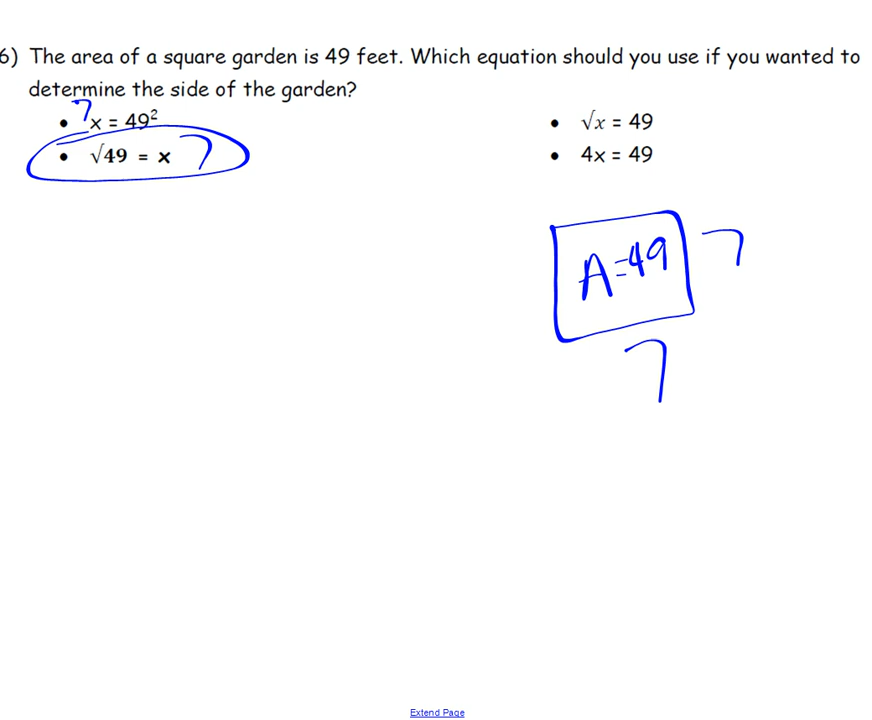 6) The area of a square garden is 49 feet. Which equation should you use if you wanted to
determine the side of the garden?
7
• x = 49²
• √x = 49
• √49 = x 7
• 4x = 49
A=49 7
7
Extend Page